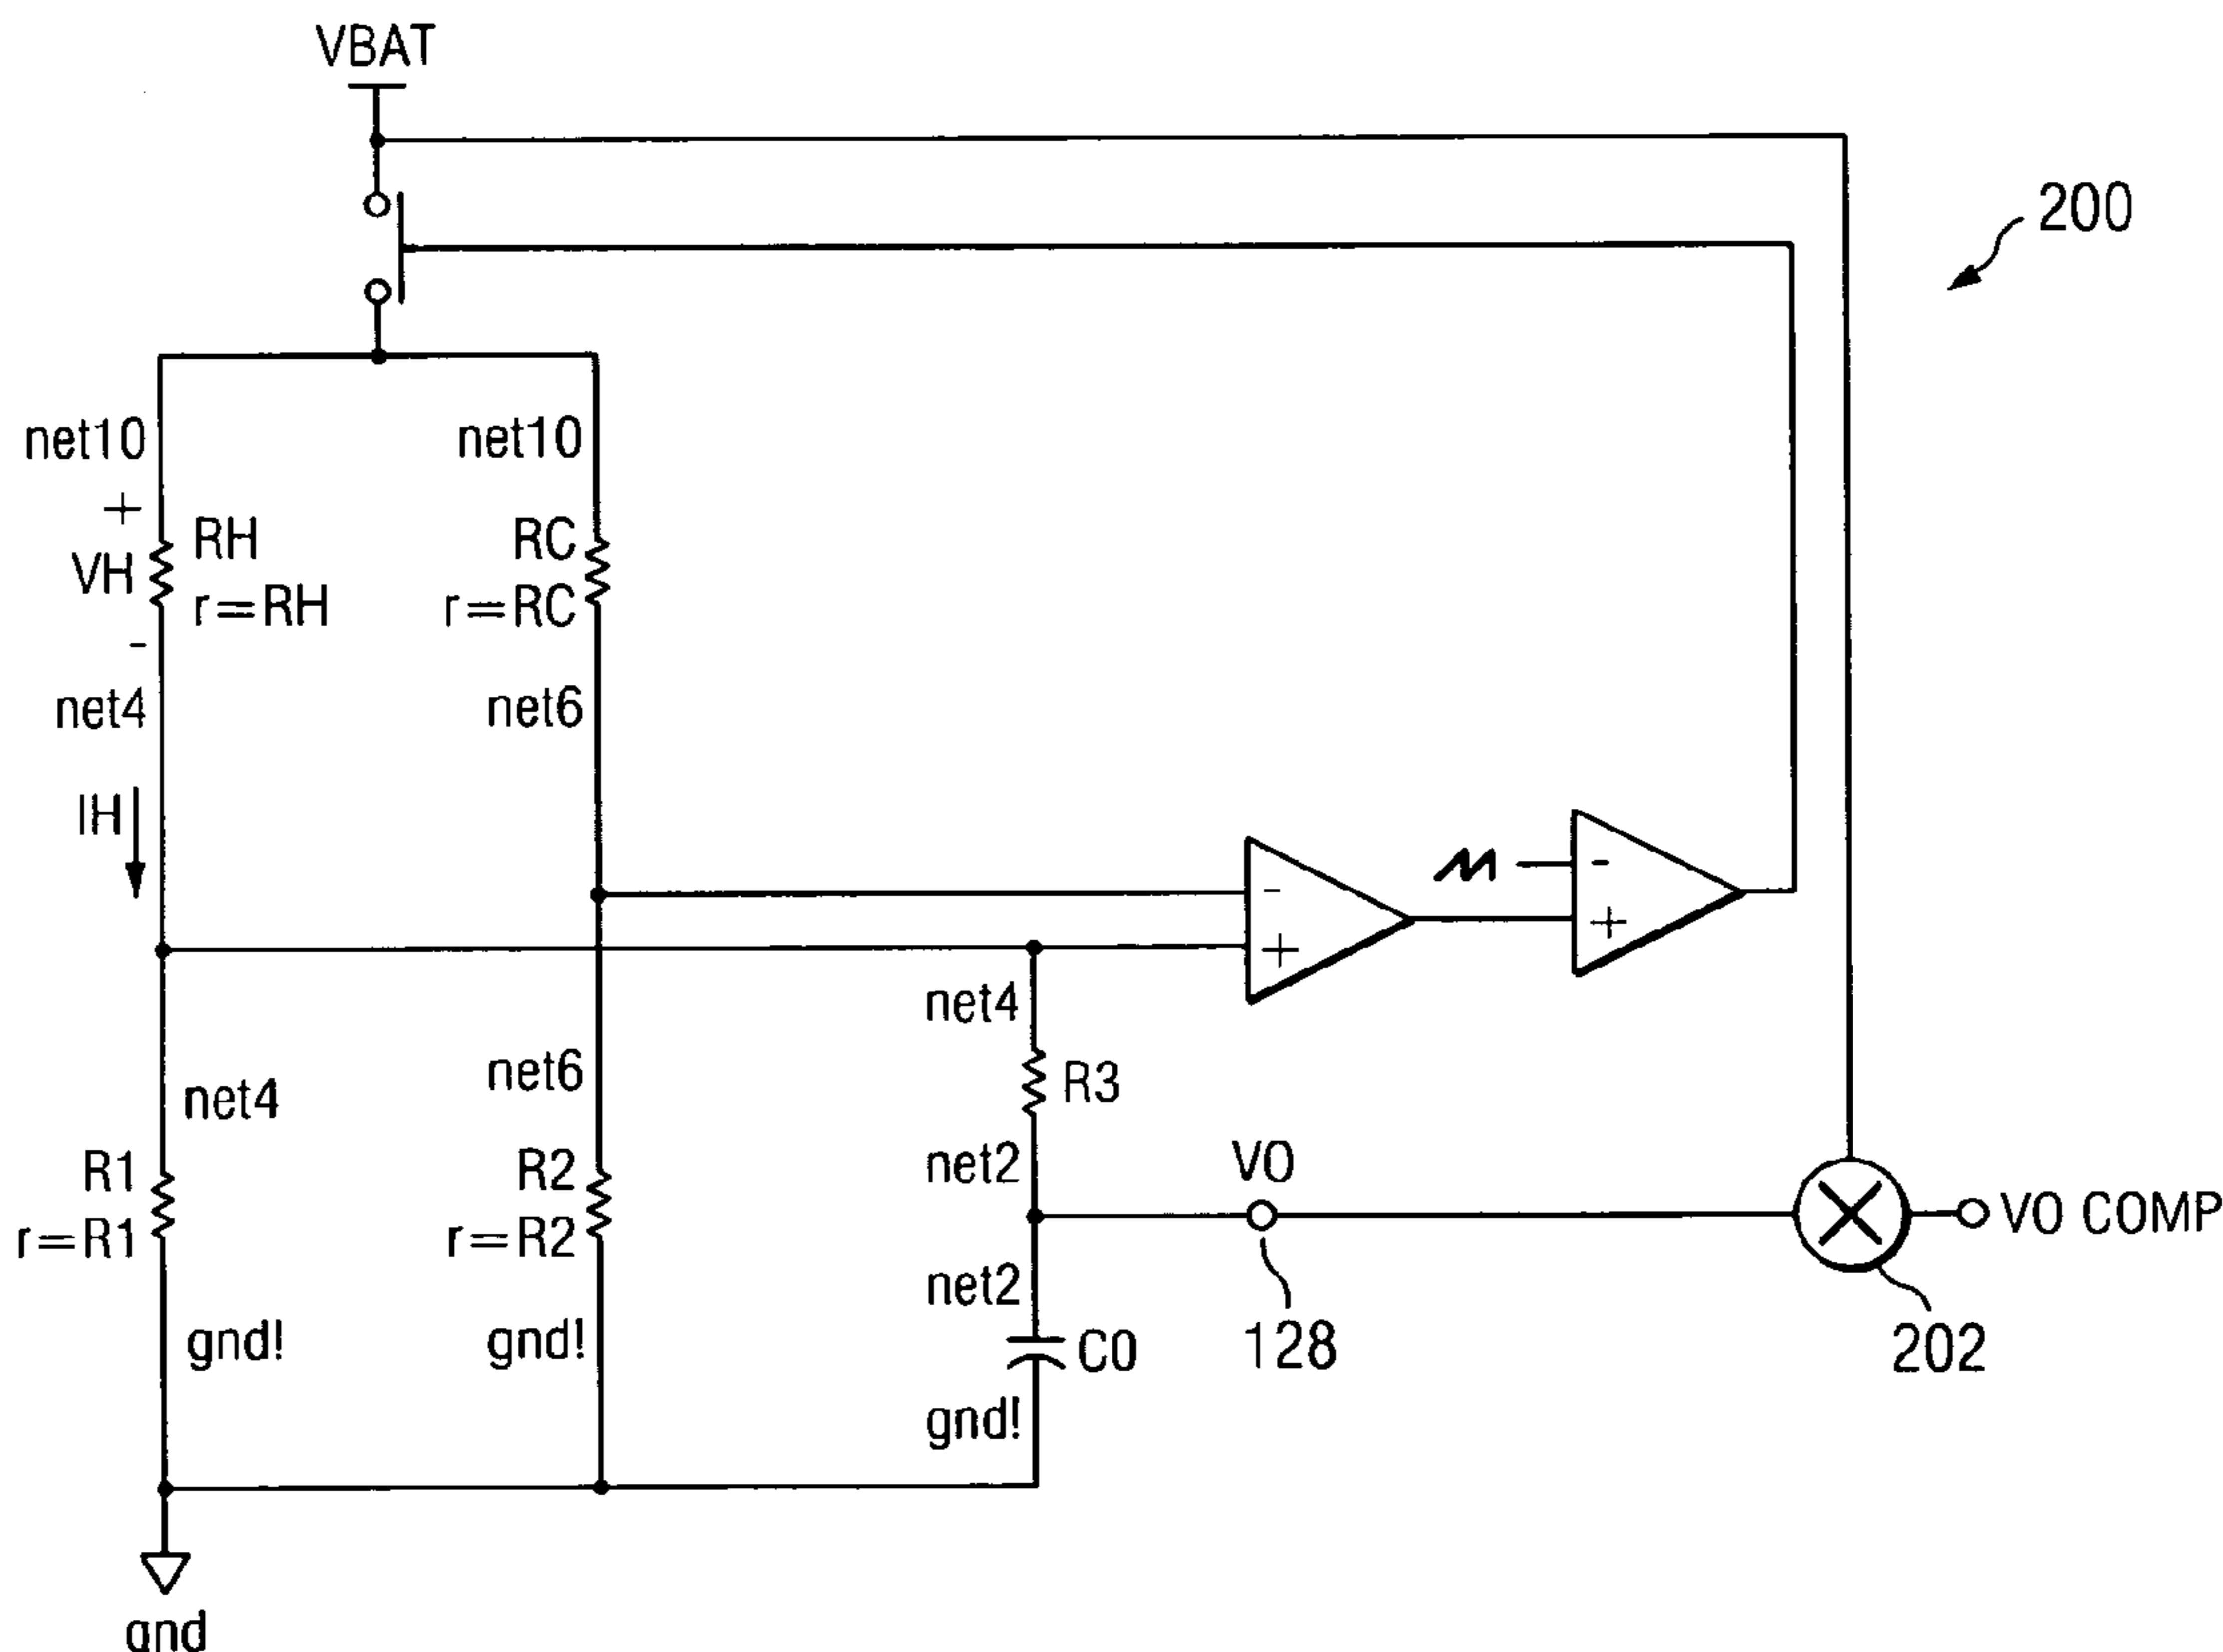 VBAT
200
net10
net10
+
VH
-
RH
r=RH
RC
r=RC
net4
net6
IH
-
+
-
+
net4
R3
net4
net6
net2
R1
r=R1
R2
r=R2
VO
VO COMP
net2
gnd!
gnd!
C0
128
202
gnd!
gnd